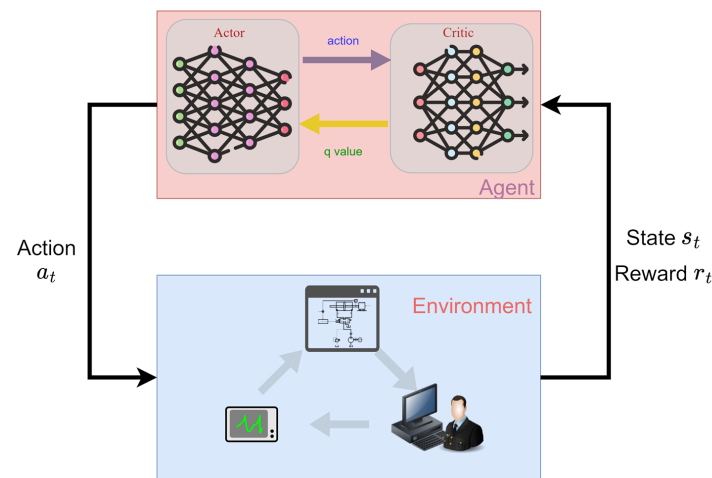 Actor
action
Critic
q value
Agent
Action
a_t
State s_t
Reward r_t
Environment